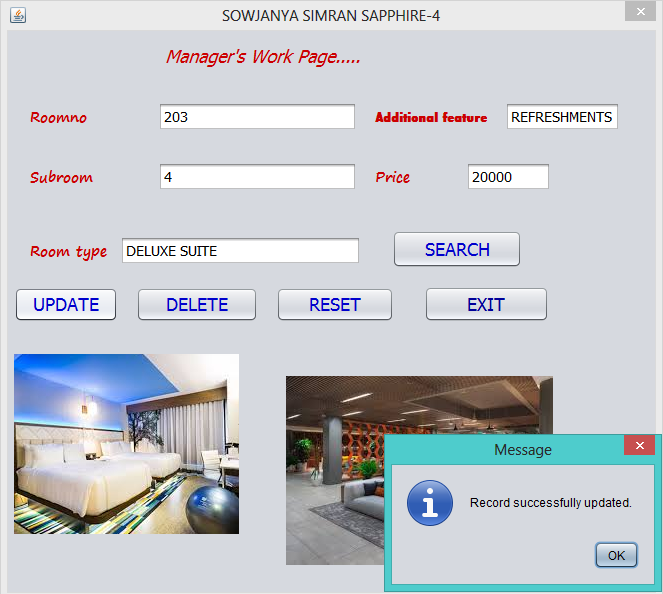 SOWJANYA SIMRAN SAPPHIRE-4
Manager's Work Page.....
Roomno 203 Additional feature REFRESHMENTS
Subroom 4 Price 20000
Room type DELUXE SUITE SEARCH
UPDATE DELETE RESET EXIT
Message
Record successfully updated.
OK